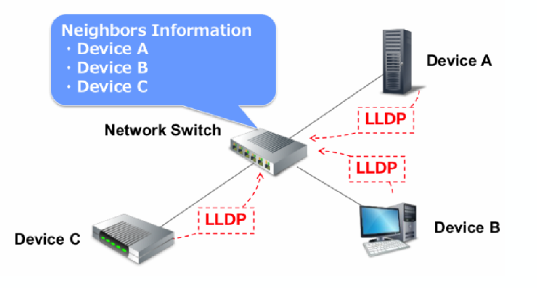 Neighbors Information
・Device A
・Device B
・Device C
Device A
LLDP
Network Switch
LLDP
LLDP
Device B
Device C